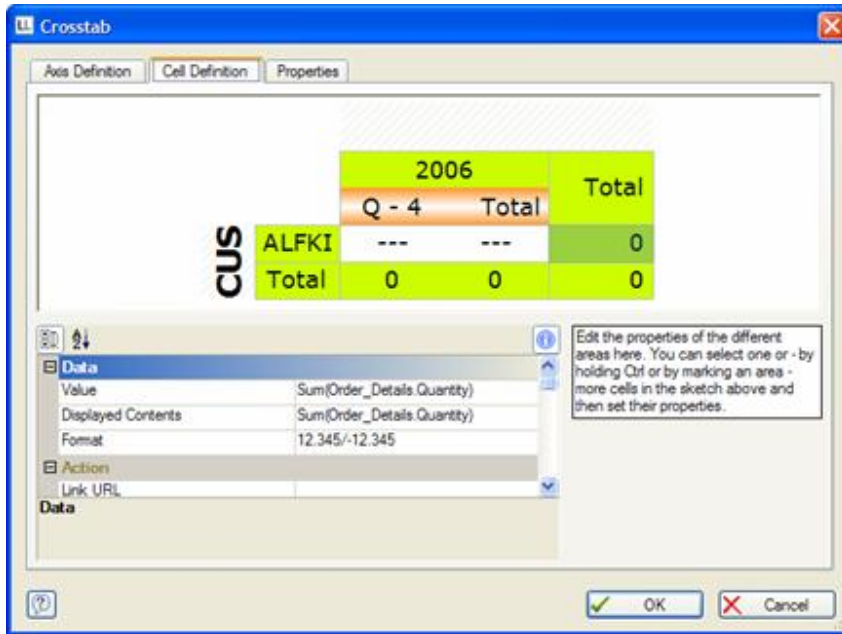 LL Crosstab
Axis Definition Cell Definition Properties
2006 Total
Q - 4 Total
CUS
ALFKI --- --- 0
Total 0 0 0
Data
Value Sum(Order_Details.Quantity)
Displayed Contents Sum(Order_Details.Quantity)
Format 12.345/-12.345
Action
Link URL
Data
Edit the properties of the different
areas here. You can select one or - by
holding Ctrl or by marking an area -
more cells in the sketch above and
then set their properties.
OK Cancel